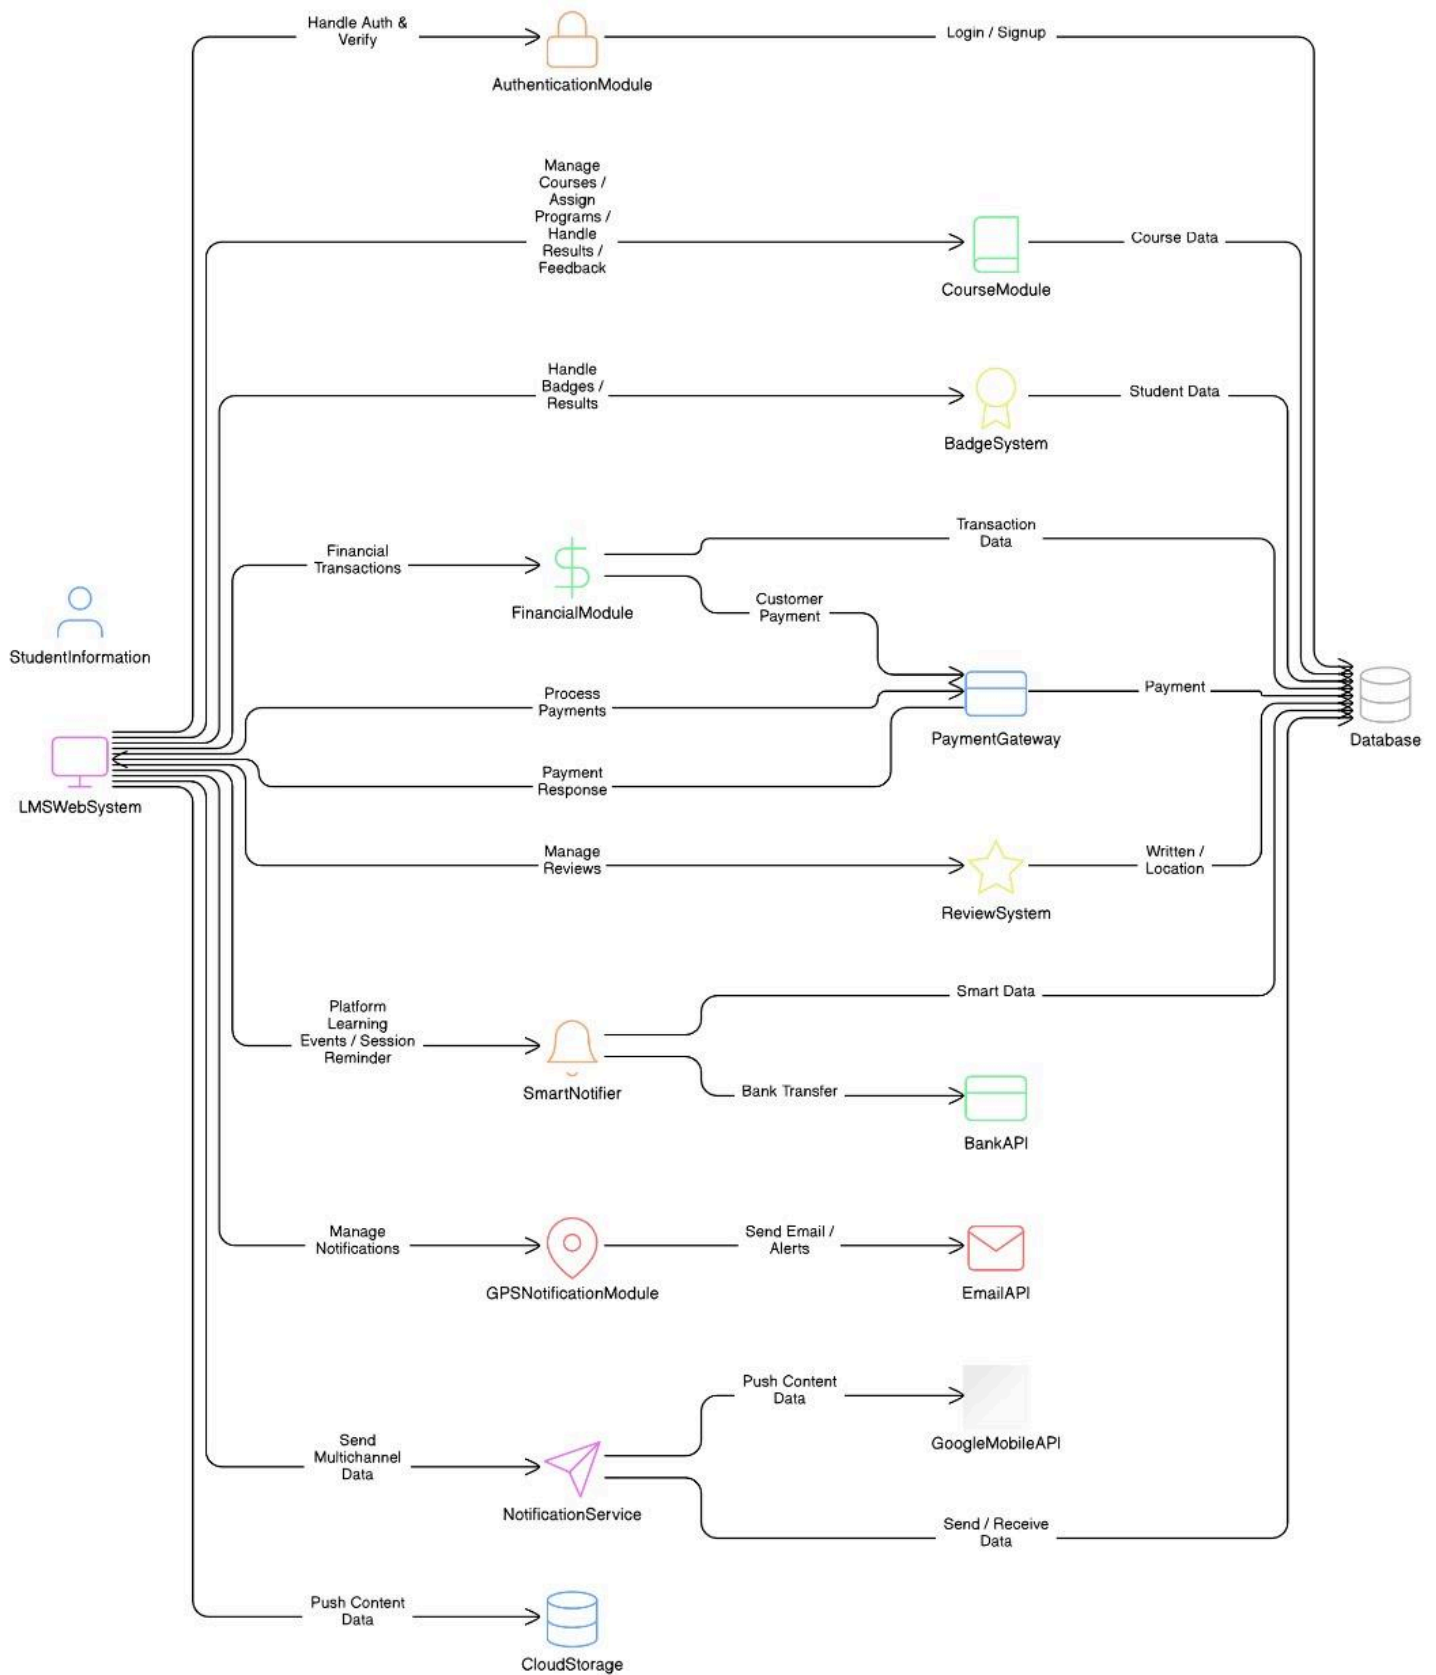 Handle Auth &
Verify
Login / Signup
AuthenticationModule
Manage
Courses /
Assign
Programs /
Handle
Results /
Feedback
Course Data
CourseModule
Handle
Badges /
Results
Student Data
BadgeSystem
Transaction
Data
Financial
Transactions
FinancialModule
Customer
Payment
StudentInformation
Process
Payments
Payment
PaymentGateway
Database
Payment
Response
LMSWebSystem
Manage
Reviews
Written /
Location
ReviewSystem
Smart Data
Platform
Learning
Events / Session
Reminder
SmartNotifier
Bank Transfer
BankAPI
Manage
Notifications
Send Email /
Alerts
GPSNotificationModule
EmailAPI
Push Content
Data
GoogleMobileAPI
Send
Multichannel
Data
NotificationService
Send / Receive
Data
Push Content
Data
CloudStorage